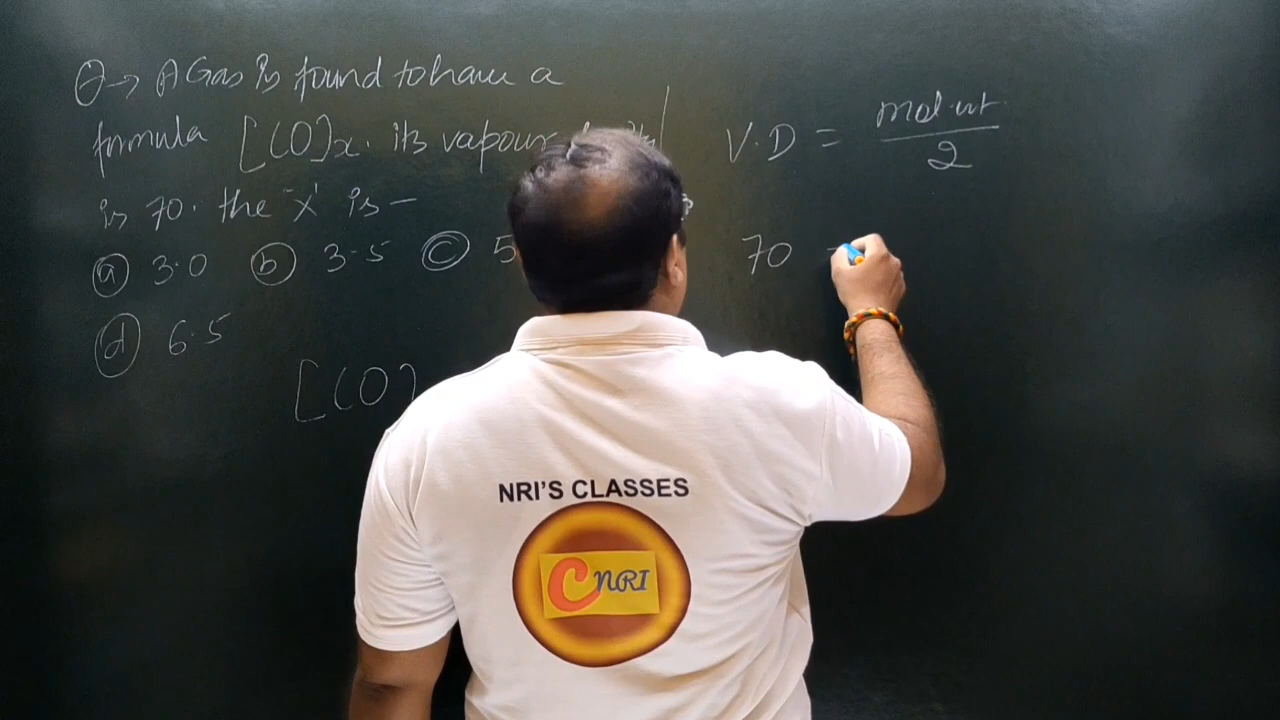 Q→ A Gas is found to have a
formula [CO]x. its vapour
is 70. the 'x' is –
(a) 3.0 (b) 3.5 (c) 5
(d) 6.5
[CO]
V.D = mol.wt
2
70
NRI'S CLASSES
CNRI